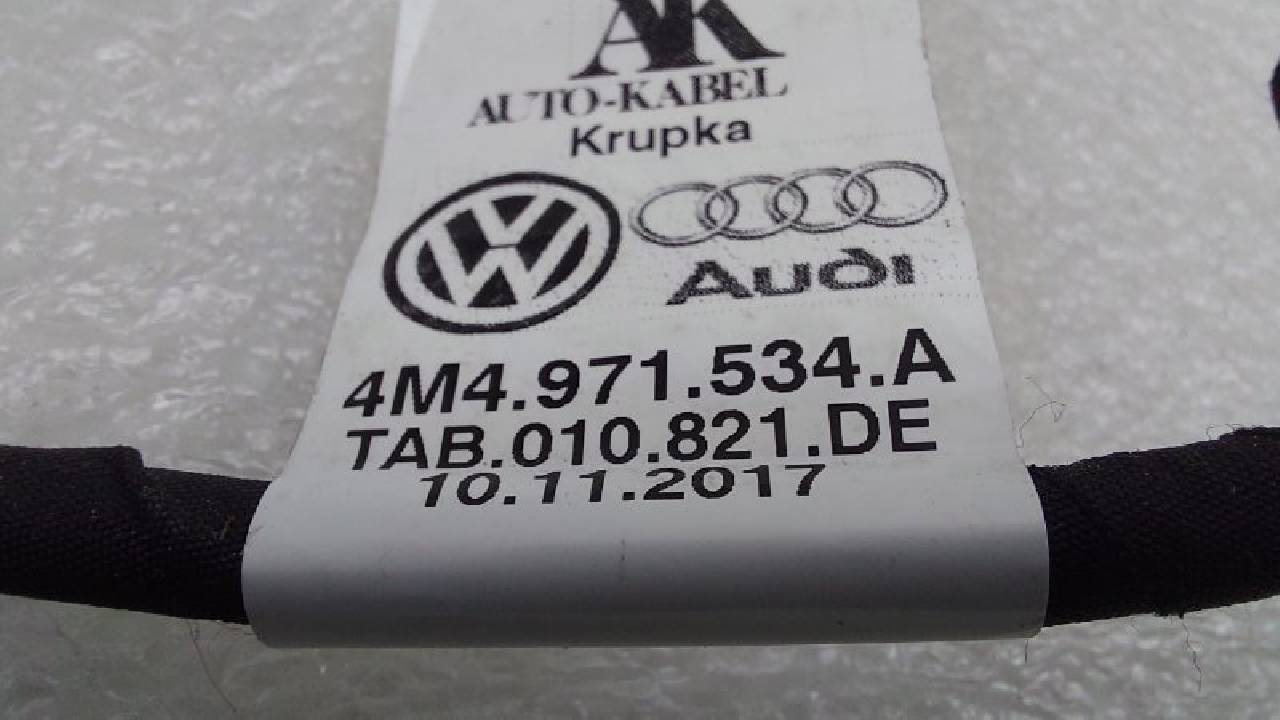 AK
AUTO-KABEL
Krupka
Audi
4M4.971.534.A
TAB.010.821.DE
10.11.2017